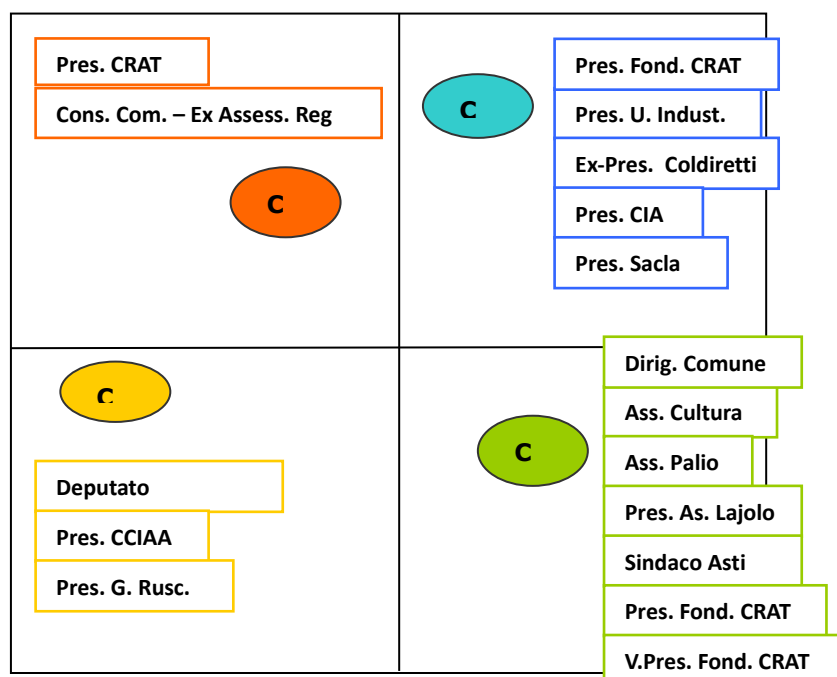 Pres. CRAT
Cons. Com. – Ex Assess. Reg
C
C
Pres. Fond. CRAT
Pres. U. Indust.
Ex-Pres. Coldiretti
Pres. CIA
Pres. Sacla
C
Deputato
Pres. CCIAA
Pres. G. Rusc.
C
Dirig. Comune
Ass. Cultura
Ass. Palio
Pres. As. Lajolo
Sindaco Asti
Pres. Fond. CRAT
V.Pres. Fond. CRAT